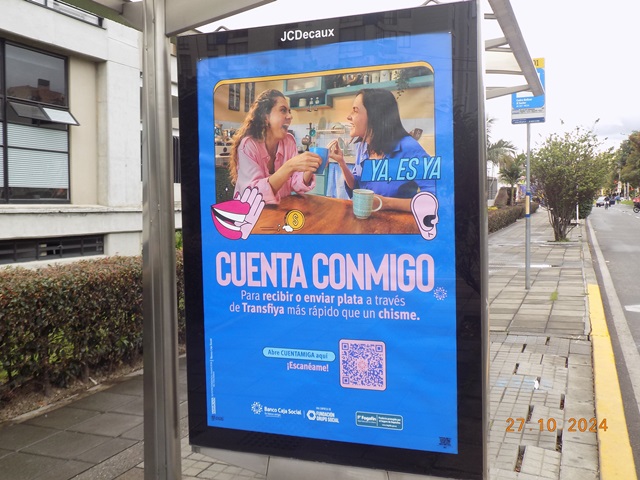 JCDecaux
YA, ES YA
CUENTA CONMIGO
Para recibir o enviar plata a través
de Transfiya más rápido que un chisme.
Abre CUENTAMIGA aquí
¡Escanéame!
Banco Caja Social
FUNDACIÓN
GRUPO SOCIAL
Fogafín
27 10 2024